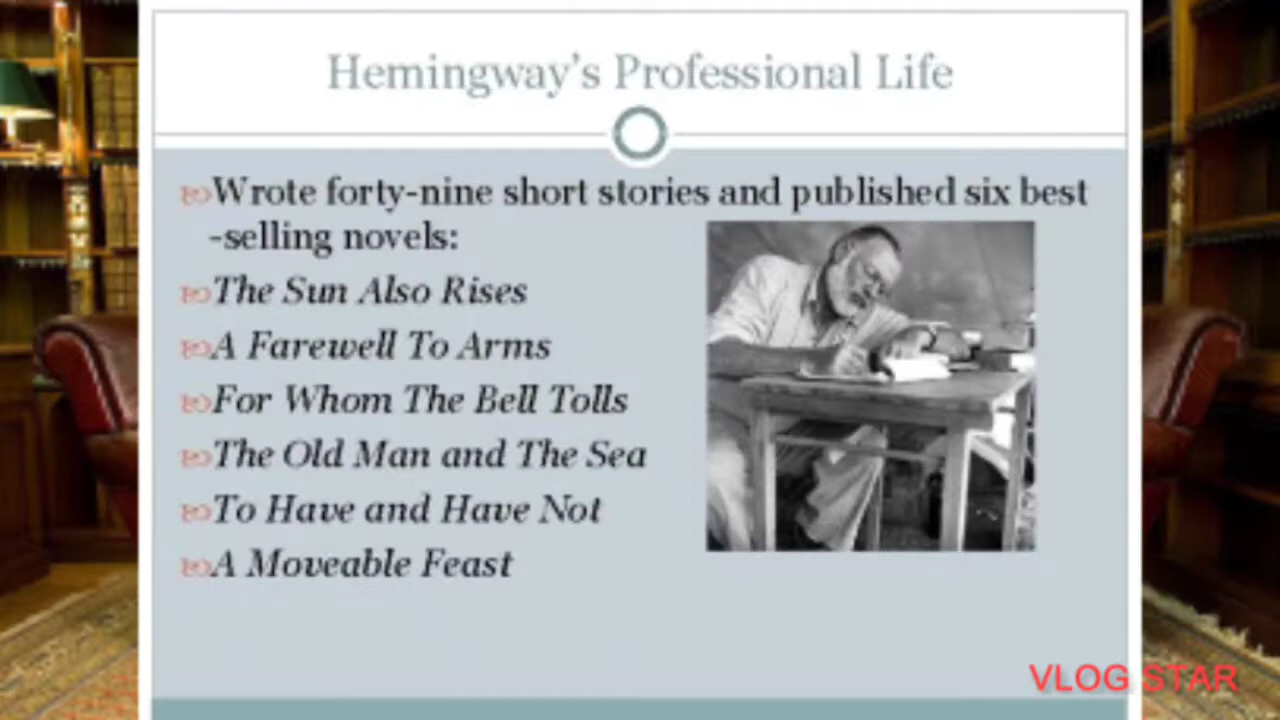 Hemingway's Professional Life
Wrote forty-nine short stories and published six best
-selling novels:
The Sun Also Rises
A Farewell To Arms
For Whom The Bell Tolls
The Old Man and The Sea
To Have and Have Not
A Moveable Feast
VLOG STAR